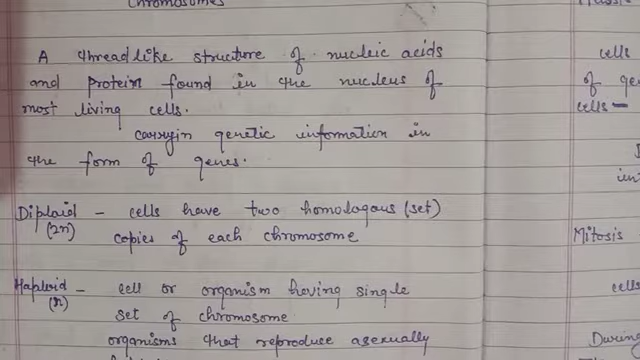 Chromosomes
A threadlike structure of nucleic acids
and protein found in the nucleus of
most living cells.
carryin genetic information in
the form of genes.
Diploid - cells have two homologous (set)
(2n) copies of each chromosome
Haploid - cell or organism having single
(n) set of chromosome
organisms that reproduce asexually
cells
of
cells -
Mitosis
cells
During